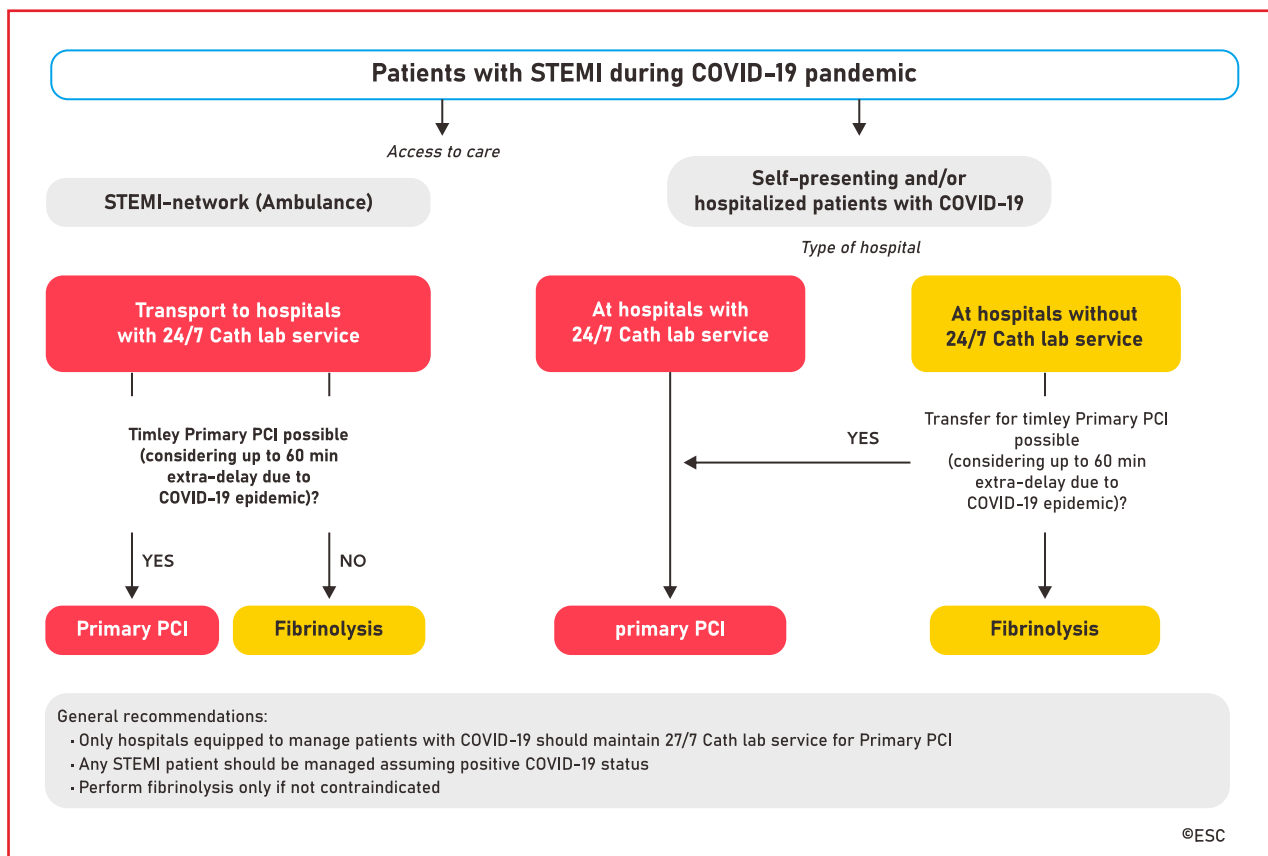 Patients with STEMI during COVID-19 pandemic
Access to care
STEMI-network (Ambulance)
Self-presenting and/or
hospitalized patients with COVID-19
Type of hospital
Transport to hospitals
with 24/7 Cath lab service
At hospitals with
24/7 Cath lab service
At hospitals without
24/7 Cath lab service
Timley Primary PCI possible
(considering up to 60 min
extra-delay due to
COVID-19 epidemic)?
YES
Transfer for timley Primary PCI
possible
(considering up to 60 min
extra-delay due to
COVID-19 epidemic)?
YES
NO
Primary PCI
Fibrinolysis
primary PCI
Fibrinolysis
General recommendations:
• Only hospitals equipped to manage patients with COVID-19 should maintain 27/7 Cath lab service for Primary PCI
• Any STEMI patient should be managed assuming positive COVID-19 status
• Perform fibrinolysis only if not contraindicated
©ESC